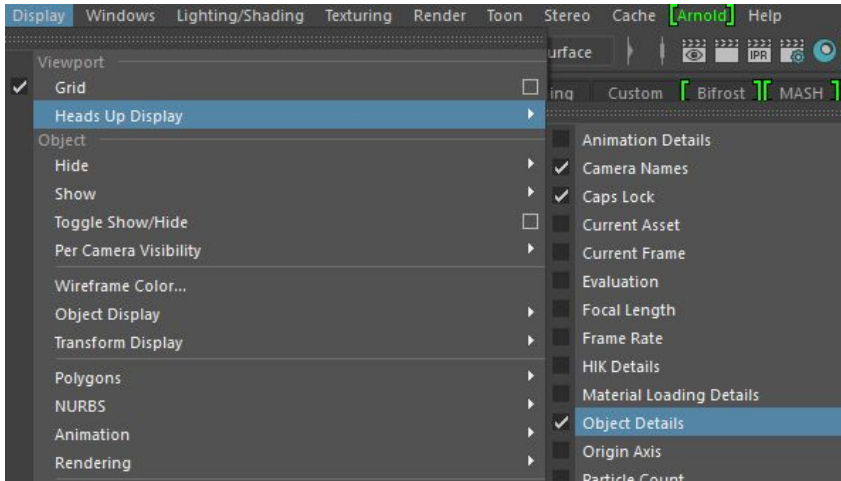 Display Windows Lighting/Shading Texturing Render Toon Stereo Cache [Arnold] Help
urface
IPR
ing Custom [ Bifrost ][ MASH ]
Viewport
Grid
Heads Up Display
Object
Hide
Show
Toggle Show/Hide
Per Camera Visibility
Wireframe Color...
Object Display
Transform Display
Polygons
NURBS
Animation
Rendering
Animation Details
Camera Names
Caps Lock
Current Asset
Current Frame
Evaluation
Focal Length
Frame Rate
HIK Details
Material Loading Details
Object Details
Origin Axis
Particle Count